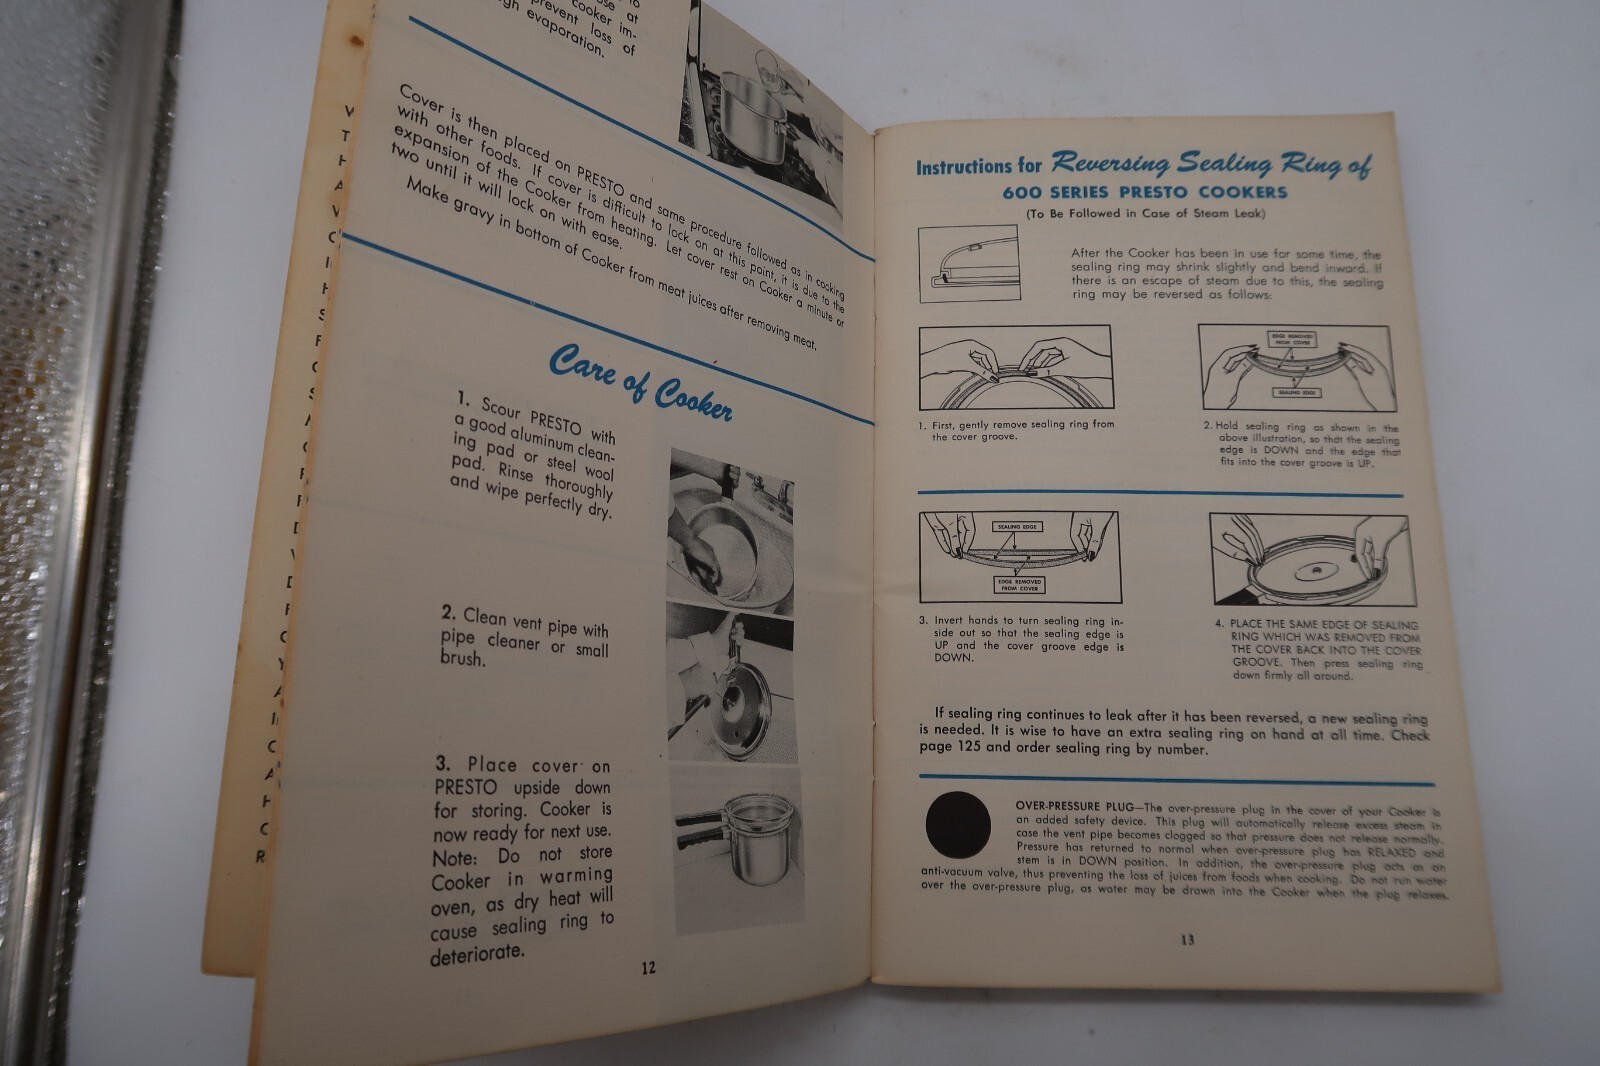 to
use at
cooker im-
prevent loss of
gh evaporation.
Cover is then placed on PRESTO and same procedure followed as in cooking
with other foods. If cover is difficult to lock on at this point, it is due to the
expansion of the Cooker from heating. Let cover rest on Cooker a minute or
two until it will lock on with ease.
Make gravy in bottom of Cooker from meat juices after removing meat.
Care of Cooker
1. Scour PRESTO with
a good aluminum clean-
ing pad or steel wool
pad. Rinse thoroughly
and wipe perfectly dry.
2. Clean vent pipe with
pipe cleaner or small
brush.
3. Place cover on
PRESTO upside down
for storing. Cooker is
now ready for next use.
Note: Do not store
Cooker in warming
oven, as dry heat will
cause sealing ring to
deteriorate.
12
Instructions for Reversing Sealing Ring of
600 SERIES PRESTO COOKERS
(To Be Followed in Case of Steam Leak)
After the Cooker has been in use for some time, the
sealing ring may shrink slightly and bend inward. If
there is an escape of steam due to this, the sealing
ring may be reversed as follows:
1. First, gently remove sealing ring from
the cover groove.
EDGE REMOVED
FROM COVER
SEALING EDGE
2. Hold sealing ring as shown in the
above illustration, so that the sealing
edge is DOWN and the edge that
fits into the cover groove is UP.
SEALING EDGE
EDGE REMOVED
FROM COVER
3. Invert hands to turn sealing ring in-
side out so that the sealing edge is
UP and the cover groove edge is
DOWN.
4. PLACE THE SAME EDGE OF SEALING
RING WHICH WAS REMOVED FROM
THE COVER BACK INTO THE COVER
GROOVE. Then press sealing ring
down firmly all around.
If sealing ring continues to leak after it has been reversed, a new sealing ring
is needed. It is wise to have an extra sealing ring on hand at all time. Check
page 125 and order sealing ring by number.
OVER-PRESSURE PLUG—The over-pressure plug in the cover of your Cooker is
an added safety device. This plug will automatically release excess steam in
case the vent pipe becomes clogged so that pressure does not release normally.
Pressure has returned to normal when over-pressure plug has RELAXED and
stem is in DOWN position. In addition, the over-pressure plug acts as an
anti-vacuum valve, thus preventing the loss of juices from foods when cooking. Do not run water
over the over-pressure plug, as water may be drawn into the Cooker when the plug relaxes.
13